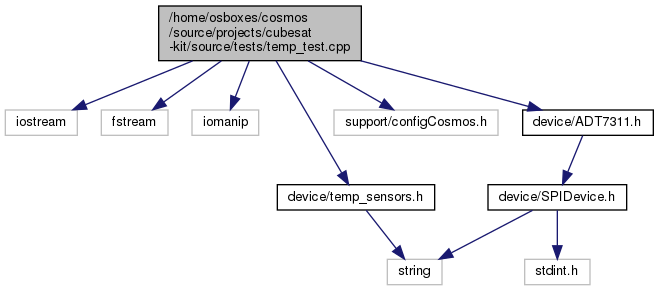 /home/osboxes/cosmos
/source/projects/cubesat
-kit/source/tests/temp_test.cpp
iostream
fstream
iomanip
support/configCosmos.h
device/ADT7311.h
device/temp_sensors.h
device/SPIDevice.h
string
stdint.h